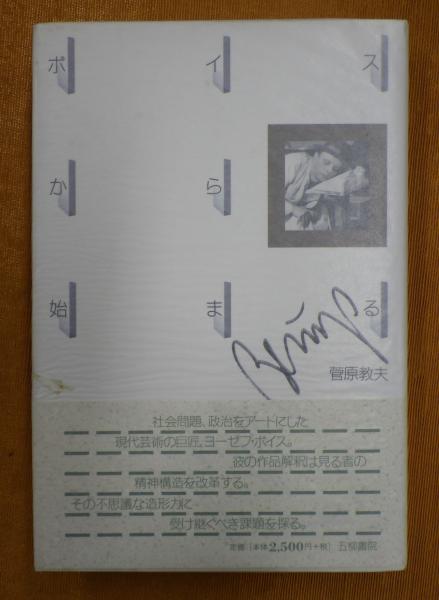 ボイス
から
始まる
Beuys
菅原教夫
社会問題、政治をアートにした
現代芸術の巨匠、ヨーゼフ・ボイス。
彼の作品解釈は見る者の
精神構造を改革する。
その不思議な造形力に
受け継ぐべき課題を探る。
定価:[本体2,500円+税] 五柳書院